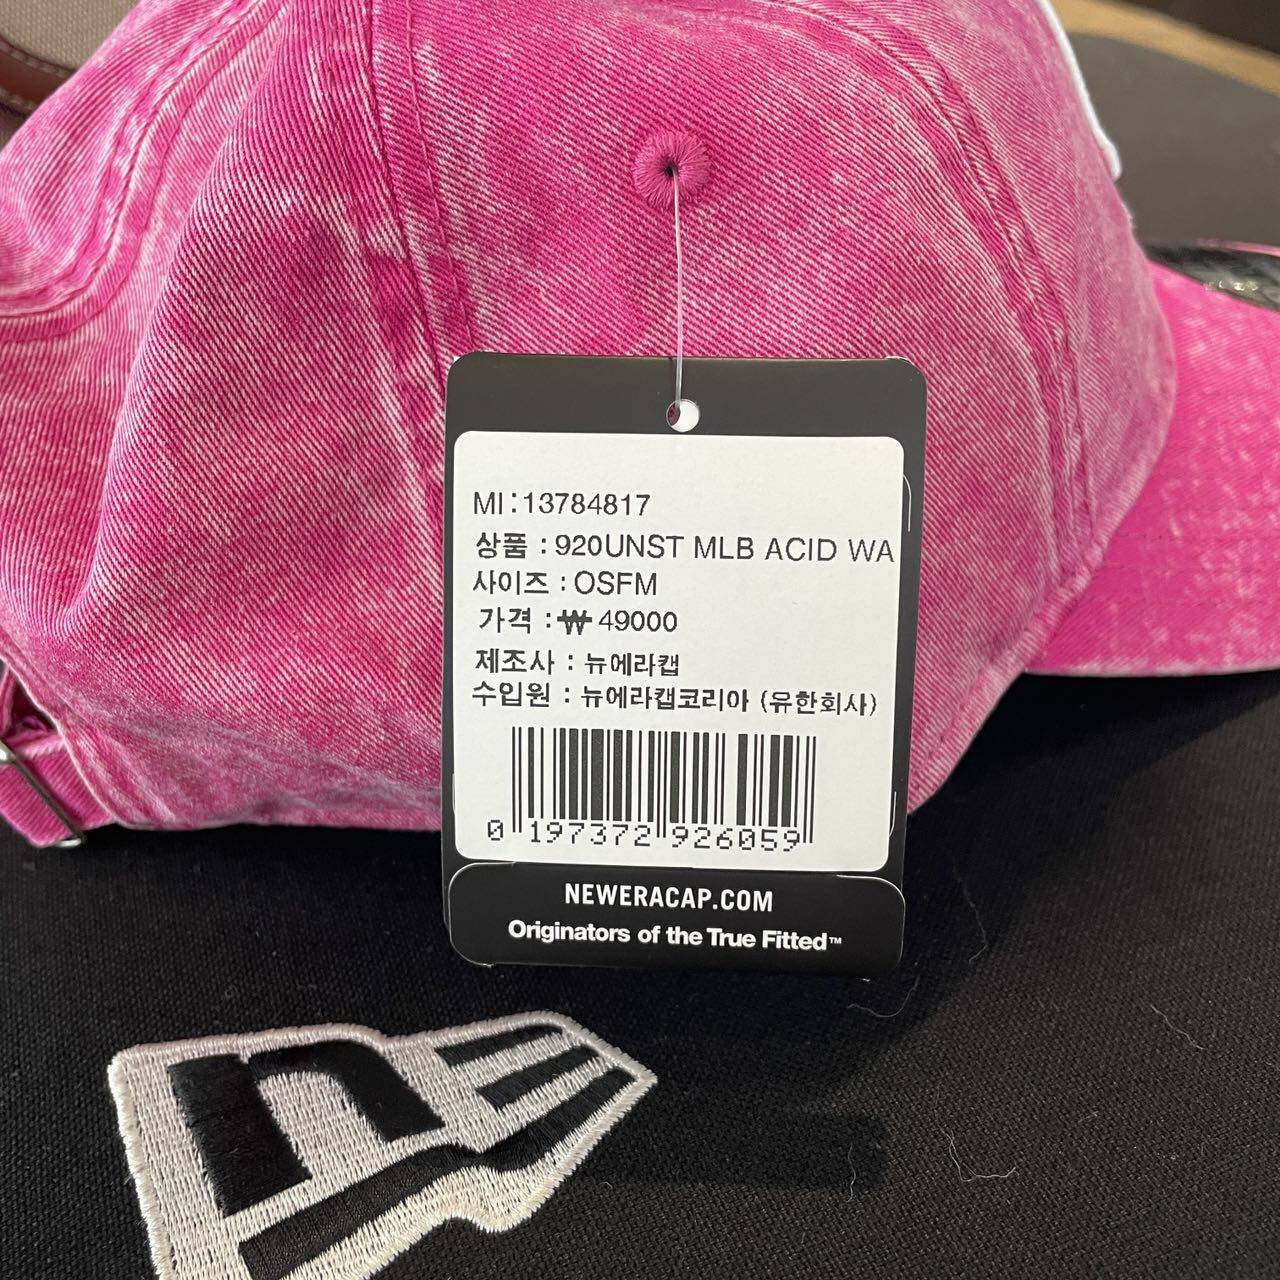 MI:13784817
상품 : 920UNST MLB ACID WA
사이즈 : OSFM
가격 : ₩ 49000
제조사 : 뉴에라캡
수입원 : 뉴에라캡코리아 (유한회사)
0 197372 926059
NEWERACAP.COM
Originators of the True Fitted™